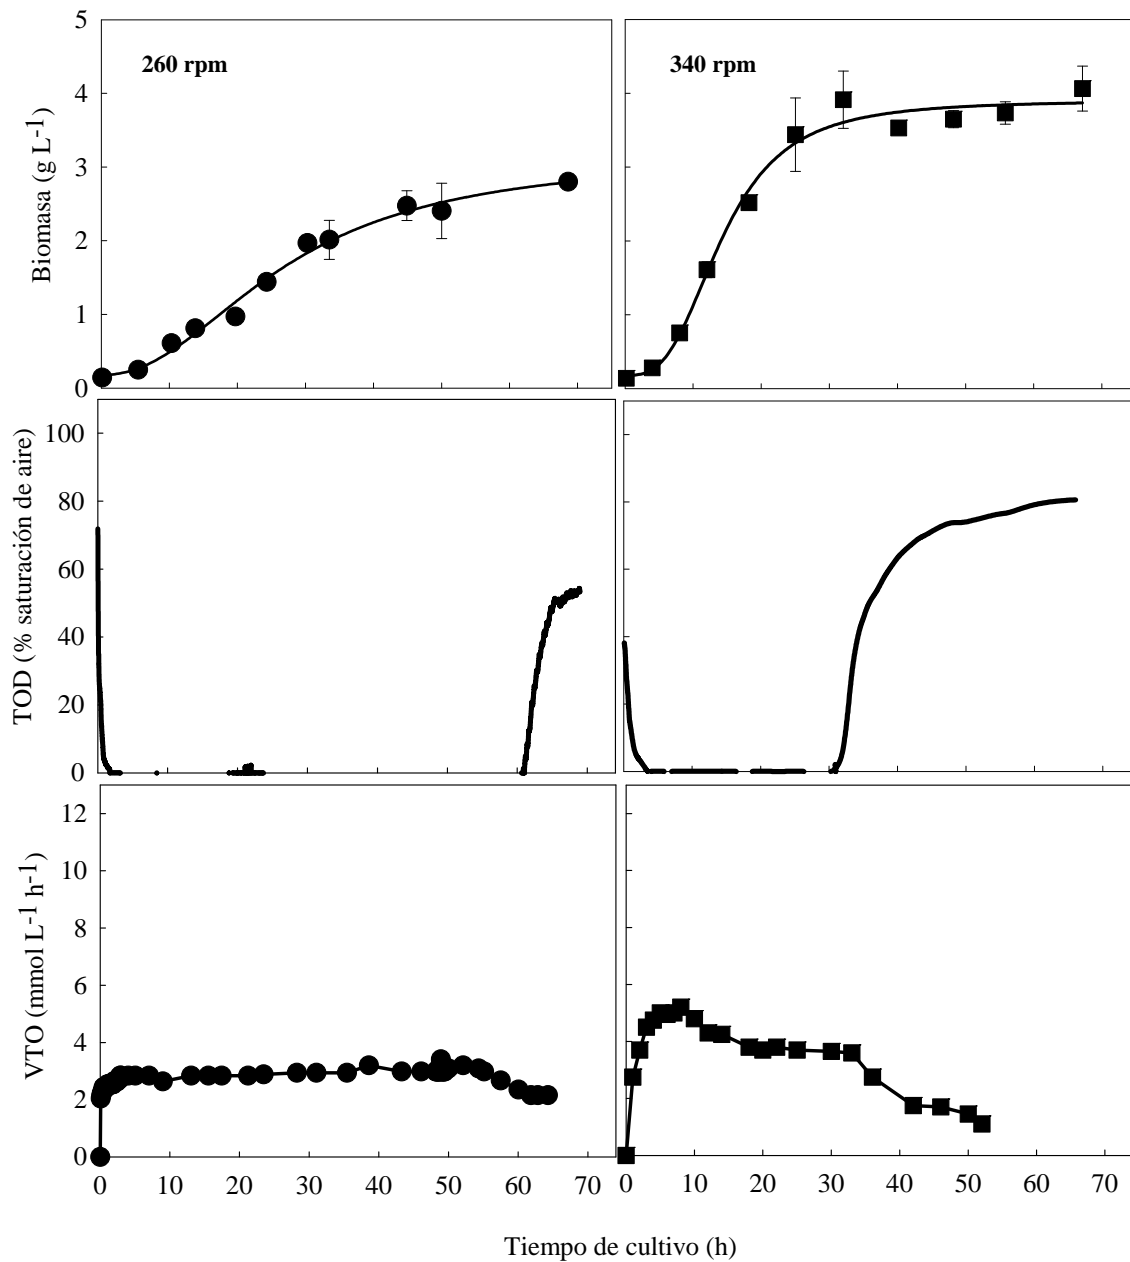 260 rpm
340 rpm
Biomasa (g L-1)
5
4
3
2
1
0
TOD (% saturación de aire)
100
80
60
40
20
0
VTO (mmol L-1 h-1)
12
10
8
6
4
2
0
0 10 20 30 40 50 60 70
0 10 20 30 40 50 60 70
Tiempo de cultivo (h)